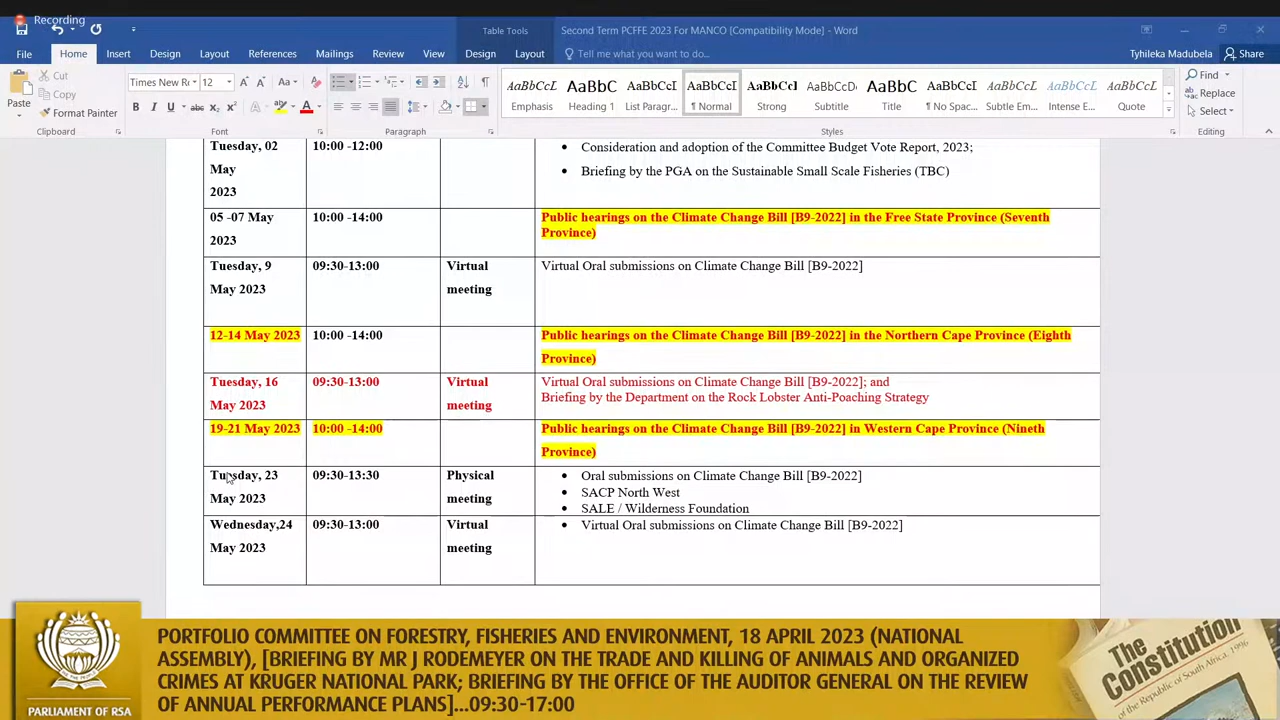 Recording
Table Tools
Second Term PCFFE 2023 For MANCO [Compatibility Mode] - Word
File Home Insert Design Layout References Mailings Review View Design Layout Tell me what you want to do... Tyhileka Madubela Share
Paste
Cut
Copy
Format Painter
Clipboard
Times New Ro 12
Font
Paragraph
AaBbCcL AaBbC AaBbCcI AaBbCcI AaBbCcI AaBbCcD AaBbC AaBbCcI AaBbCcL AaBbCcL AaBbCcL
Emphasis Heading 1 List Paragr... ¶ Normal Strong Subtitle Title ¶ No Spac... Subtle Em... Intense E... Quote
Styles
Find
Replace
Select
Editing
Tuesday, 02
May
2023
10:00 -12:00
Consideration and adoption of the Committee Budget Vote Report, 2023;
Briefing by the PGA on the Sustainable Small Scale Fisheries (TBC)
05 -07 May
2023
10:00 -14:00
Public hearings on the Climate Change Bill [B9-2022] in the Free State Province (Seventh
Province)
Tuesday, 9
May 2023
09:30-13:00
Virtual
meeting
Virtual Oral submissions on Climate Change Bill [B9-2022]
12-14 May 2023
10:00 -14:00
Public hearings on the Climate Change Bill [B9-2022] in the Northern Cape Province (Eighth
Province)
Tuesday, 16
May 2023
09:30-13:00
Virtual
meeting
Virtual Oral submissions on Climate Change Bill [B9-2022]; and
Briefing by the Department on the Rock Lobster Anti-Poaching Strategy
19-21 May 2023
10:00 -14:00
Public hearings on the Climate Change Bill [B9-2022] in Western Cape Province (Nineth
Province)
Tuesday, 23
May 2023
09:30-13:30
Physical
meeting
Oral submissions on Climate Change Bill [B9-2022]
SACP North West
SALE / Wilderness Foundation
Wednesday,24
May 2023
09:30-13:00
Virtual
meeting
Virtual Oral submissions on Climate Change Bill [B9-2022]
PORTFOLIO COMMITTEE ON FORESTRY, FISHERIES AND ENVIRONMENT, 18 APRIL 2023 (NATIONAL
ASSEMBLY), [BRIEFING BY MR J RODEMEYER ON THE TRADE AND KILLING OF ANIMALS AND ORGANIZED
CRIMES AT KRUGER NATIONAL PARK; BRIEFING BY THE OFFICE OF THE AUDITOR GENERAL ON THE REVIEW
OF ANNUAL PERFORMANCE PLANS]...09:30-17:00
PARLIAMENT OF RSA
The
Constitution
of the Republic of South Africa, 1996